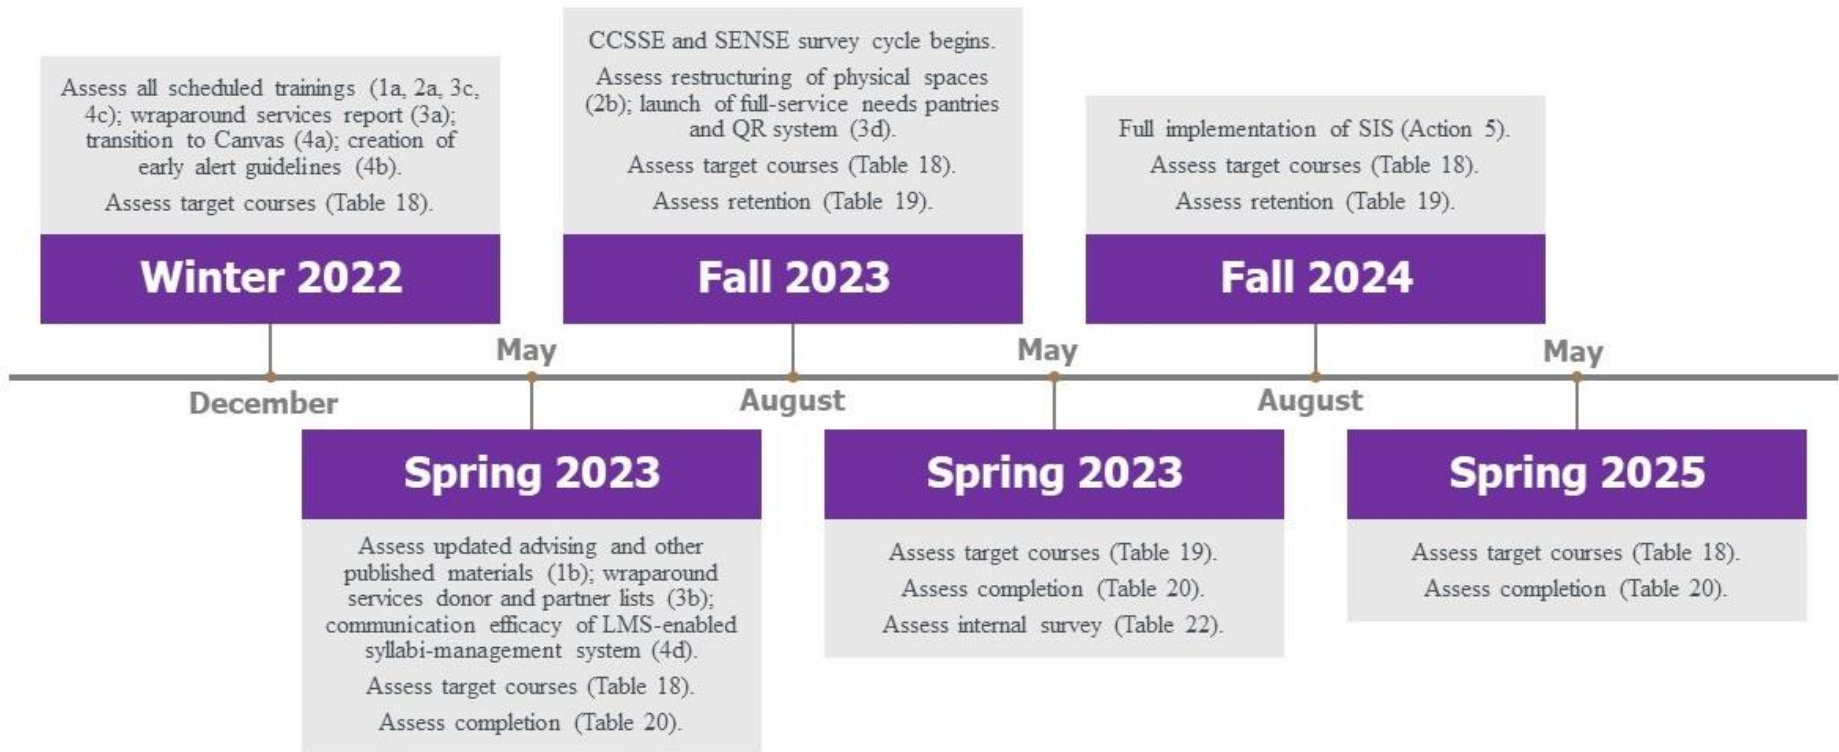 Assess all scheduled trainings (1a, 2a, 3c,
4c); wraparound services report (3a);
transition to Canvas (4a); creation of
early alert guidelines (4b).
Assess target courses (Table 18).
Winter 2022
December
May
Spring 2023
Assess updated advising and other
published materials (1b); wraparound
services donor and partner lists (3b);
communication efficacy of LMS-enabled
syllabi-management system (4d).
Assess target courses (Table 18).
Assess completion (Table 20).
CCSSE and SENSE survey cycle begins.
Assess restructuring of physical spaces
(2b); launch of full-service needs pantries
and QR system (3d).
Assess target courses (Table 18).
Assess retention (Table 19).
Fall 2023
August
May
Spring 2023
Assess target courses (Table 19).
Assess completion (Table 20).
Assess internal survey (Table 22).
Full implementation of SIS (Action 5).
Assess target courses (Table 18).
Assess retention (Table 19).
Fall 2024
August
May
Spring 2025
Assess target courses (Table 18).
Assess completion (Table 20).